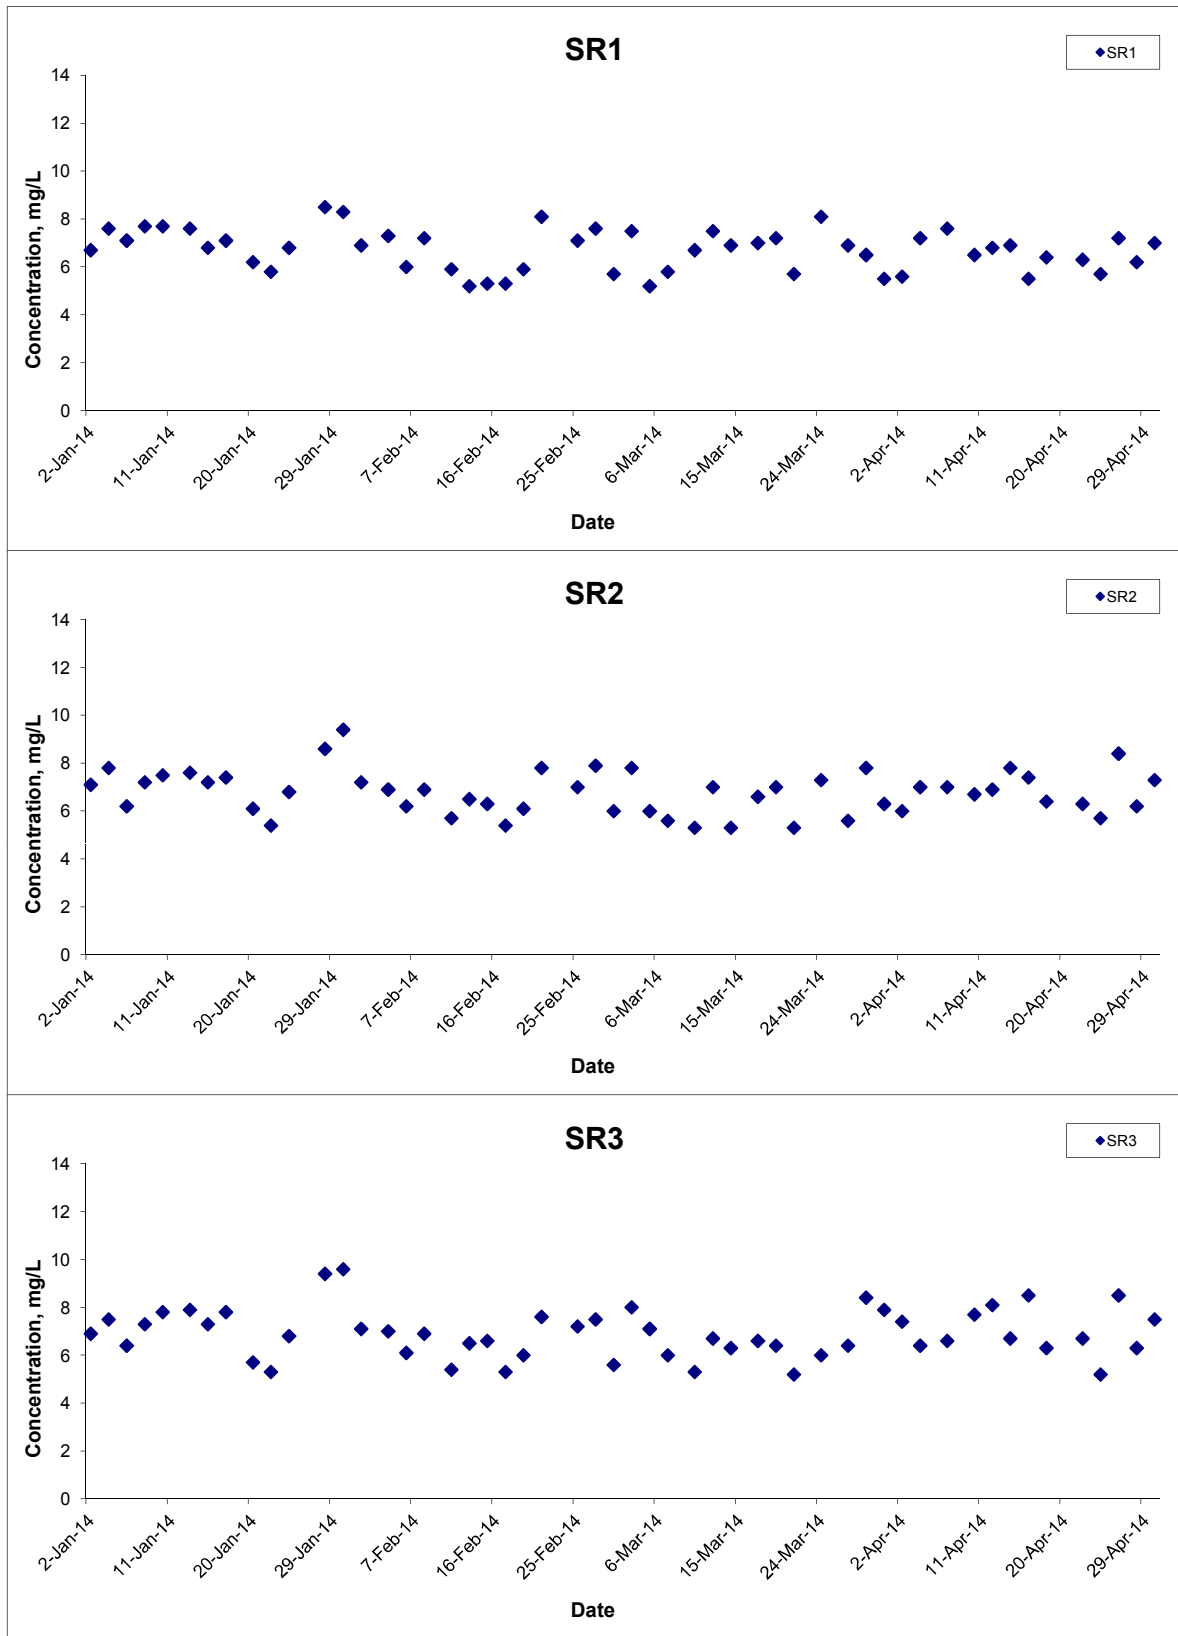 SR1
SR1
14
12
10
8
6
4
2
0
Concentration, mg/L
2-Jan-14
11-Jan-14
20-Jan-14
29-Jan-14
7-Feb-14
16-Feb-14
25-Feb-14
6-Mar-14
15-Mar-14
24-Mar-14
2-Apr-14
11-Apr-14
20-Apr-14
29-Apr-14
Date
SR2
SR2
14
12
10
8
6
4
2
0
Concentration, mg/L
2-Jan-14
11-Jan-14
20-Jan-14
29-Jan-14
7-Feb-14
16-Feb-14
25-Feb-14
6-Mar-14
15-Mar-14
24-Mar-14
2-Apr-14
11-Apr-14
20-Apr-14
29-Apr-14
Date
SR3
SR3
14
12
10
8
6
4
2
0
Concentration, mg/L
2-Jan-14
11-Jan-14
20-Jan-14
29-Jan-14
7-Feb-14
16-Feb-14
25-Feb-14
6-Mar-14
15-Mar-14
24-Mar-14
2-Apr-14
11-Apr-14
20-Apr-14
29-Apr-14
Date